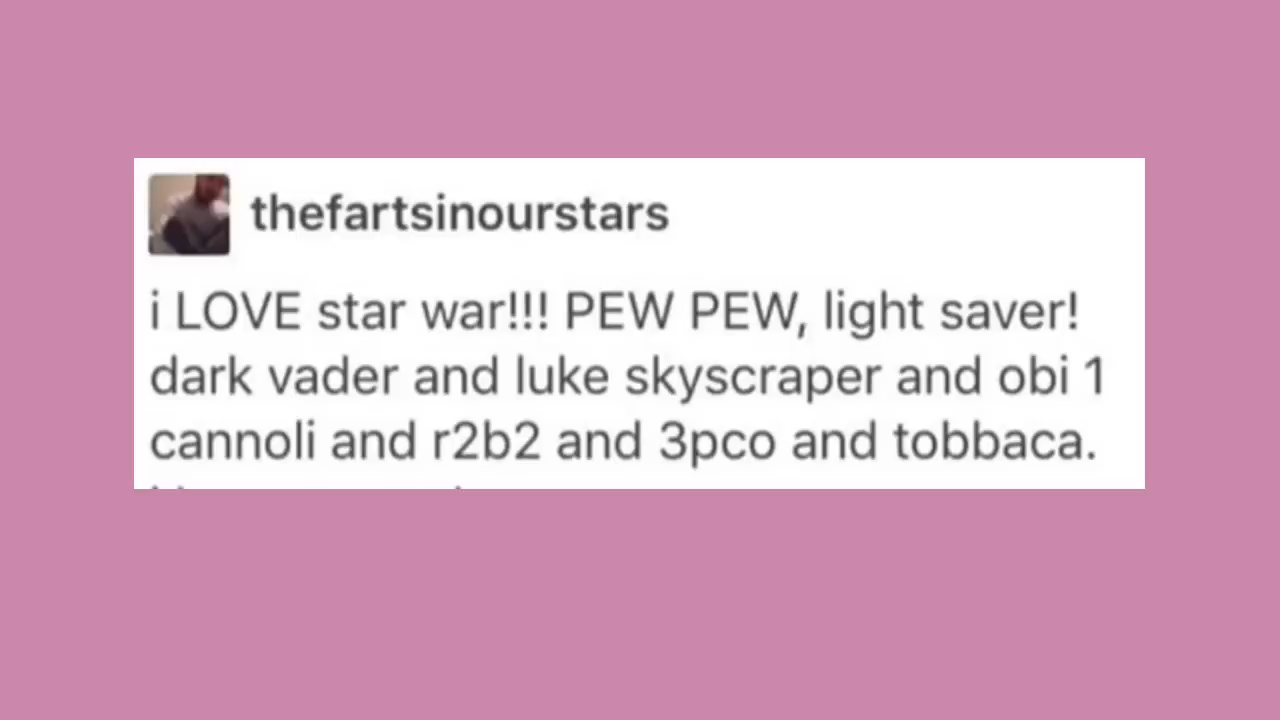 thefartsinourstars
i LOVE star war!!! PEW PEW, light saver!
dark vader and luke skyscraper and obi 1
cannoli and r2b2 and 3pco and tobbaca.